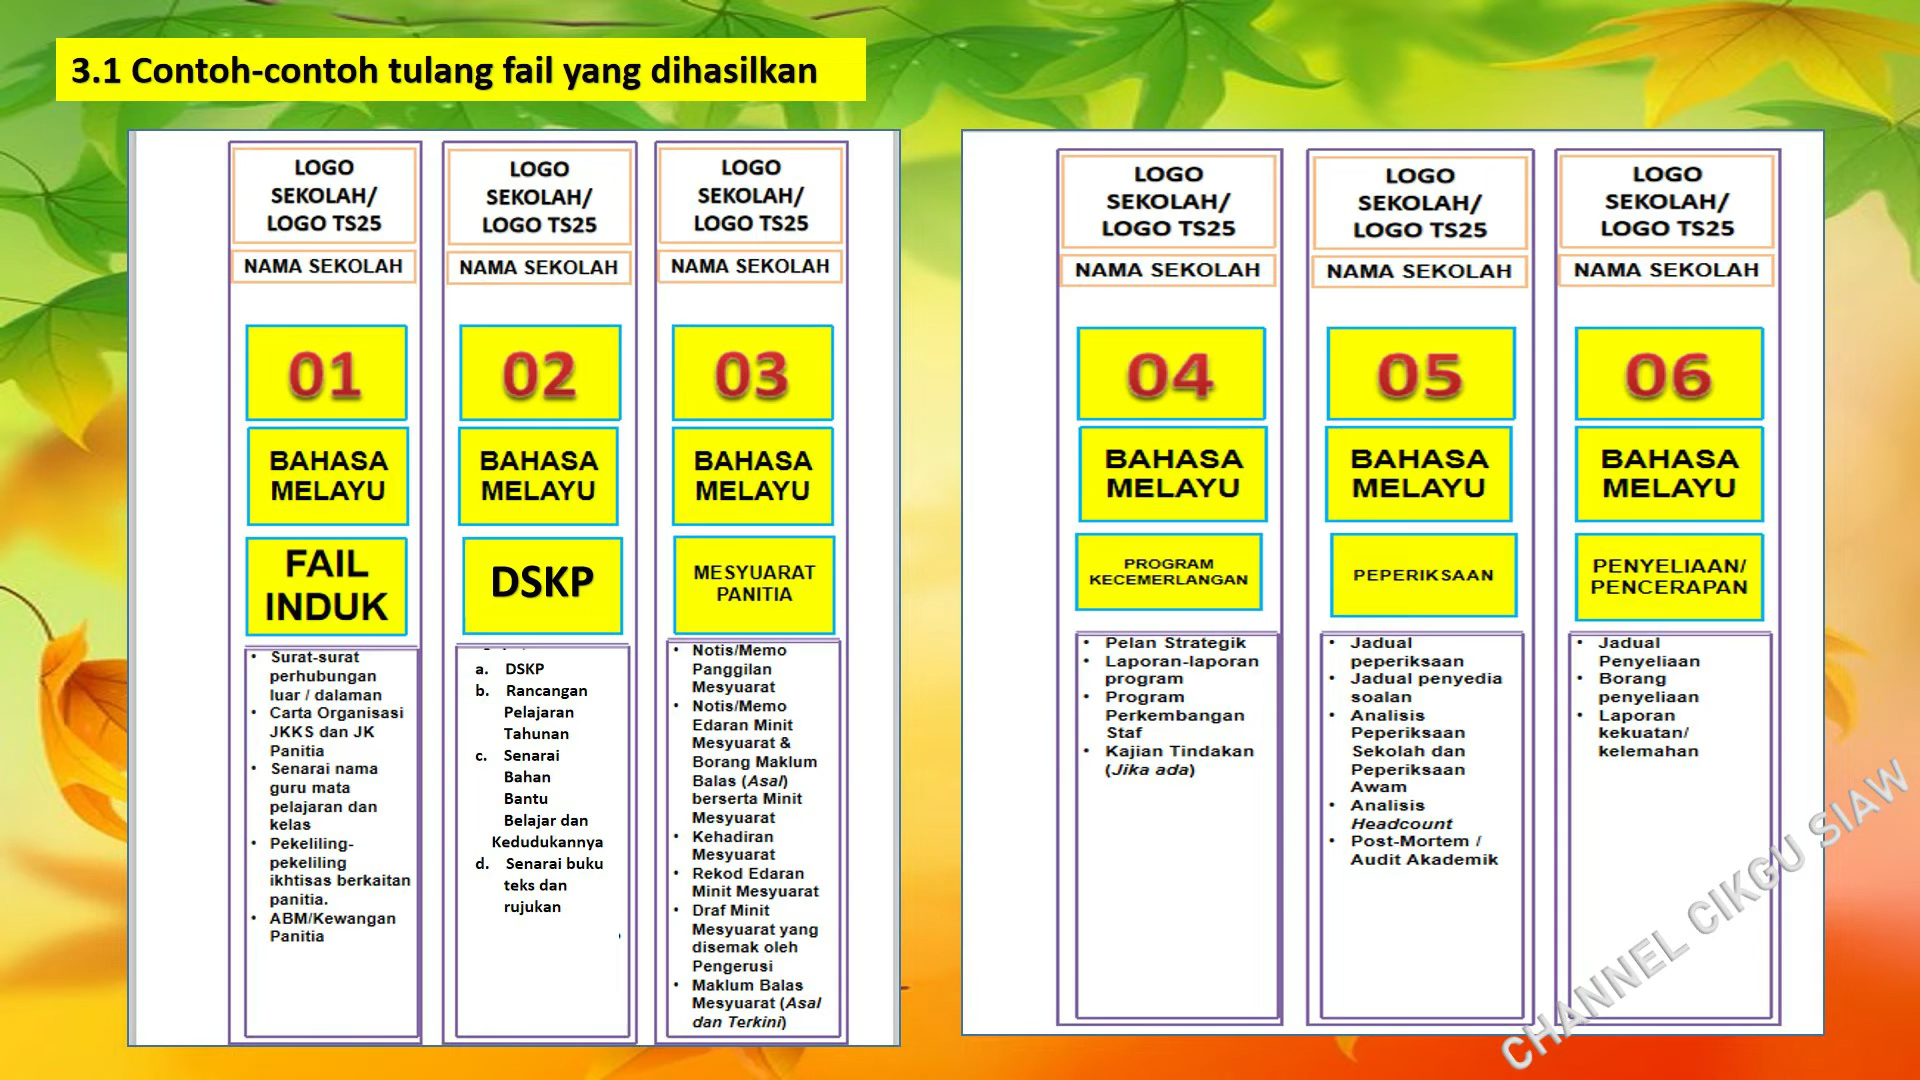 3.1 Contoh-contoh tulang fail yang dihasilkan
LOGO
SEKOLAH/
LOGO TS25
NAMA SEKOLAH
01
BAHASA
MELAYU
FAIL
INDUK
• Surat-surat
perhubungan
luar / dalaman
• Carta Organisasi
JKKS dan JK
Panitia
• Senarai nama
guru mata
pelajaran dan
kelas
• Pekeliling-
pekeliling
ikhtisas berkaitan
panitia.
• ABM/Kewangan
Panitia
LOGO
SEKOLAH/
LOGO TS25
NAMA SEKOLAH
02
BAHASA
MELAYU
DSKP
a. DSKP
b. Rancangan
Pelajaran
Tahunan
c. Senarai
Bahan
Bantu
Belajar dan
Kedudukannya
d. Senarai buku
teks dan
rujukan
LOGO
SEKOLAH/
LOGO TS25
NAMA SEKOLAH
03
BAHASA
MELAYU
MESYUARAT
PANITIA
• Notis/Memo
Panggilan
Mesyuarat
• Notis/Memo
Edaran Minit
Mesyuarat &
Borang Maklum
Balas (Asal)
berserta Minit
Mesyuarat
• Kehadiran
Mesyuarat
• Rekod Edaran
Minit Mesyuarat
• Draf Minit
Mesyuarat yang
disemak oleh
Pengerusi
• Maklum Balas
Mesyuarat (Asal
dan Terkini)
LOGO
SEKOLAH/
LOGO TS25
NAMA SEKOLAH
04
BAHASA
MELAYU
PROGRAM
KECEMERLANGAN
• Pelan Strategik
• Laporan-laporan
program
• Program
Perkembangan
Staf
• Kajian Tindakan
(Jika ada)
LOGO
SEKOLAH/
LOGO TS25
NAMA SEKOLAH
05
BAHASA
MELAYU
PEPERIKSAAN
• Jadual
peperiksaan
• Jadual penyedia
soalan
• Analisis
Peperiksaan
Sekolah dan
Peperiksaan
Awam
• Analisis
Headcount
• Post-Mortem /
Audit Akademik
LOGO
SEKOLAH/
LOGO TS25
NAMA SEKOLAH
06
BAHASA
MELAYU
PENYELIAAN/
PENCERAPAN
• Jadual
Penyeliaan
• Borang
penyeliaan
• Laporan
kekuatan/
kelemahan
CHANNEL CIKGU SIAW